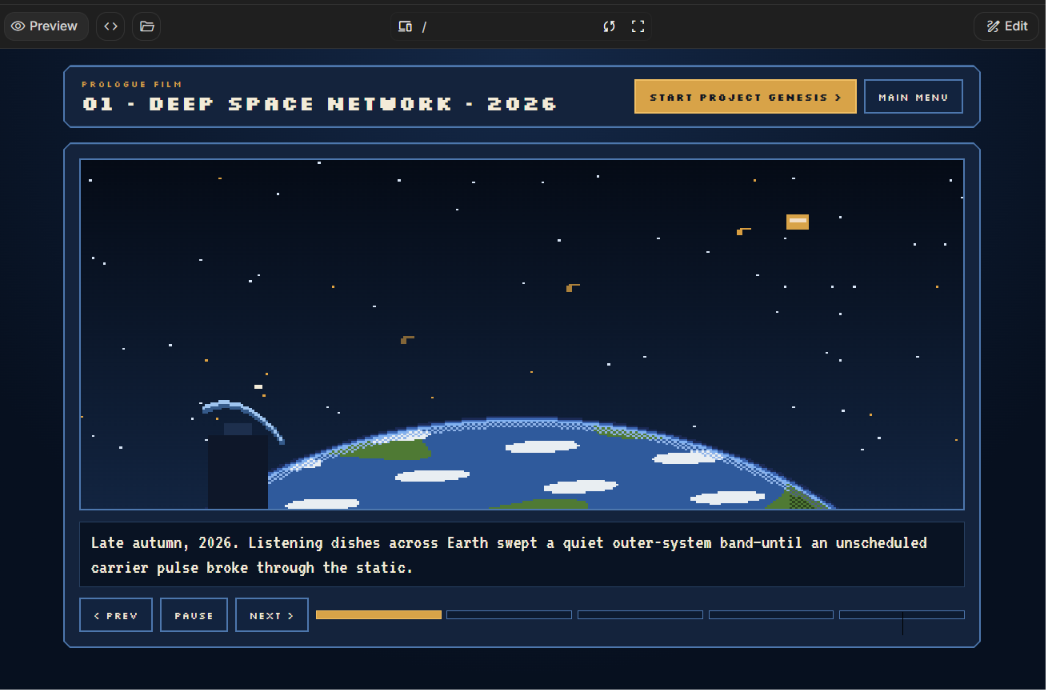 Preview
/
Edit
PROLOGUE FILM
01 - DEEP SPACE NETWORK - 2026
START PROJECT GENESIS >
MAIN MENU
Late autumn, 2026. Listening dishes across Earth swept a quiet outer-system band—until an unscheduled
carrier pulse broke through the static.
< PREV
PAUSE
NEXT >